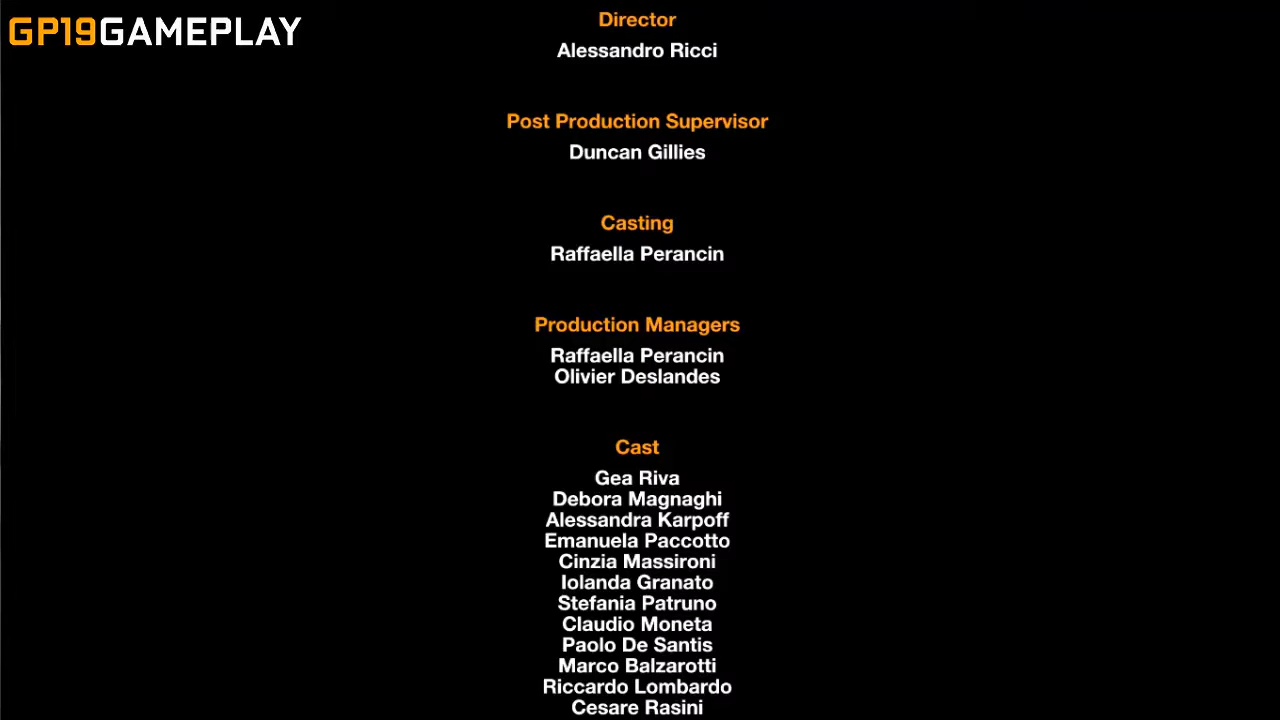 GP19GAMEPLAY
Director
Alessandro Ricci
Post Production Supervisor
Duncan Gillies
Casting
Raffaella Perancin
Production Managers
Raffaella Perancin
Olivier Deslandes
Cast
Gea Riva
Debora Magnaghi
Alessandra Karpoff
Emanuela Paccotto
Cinzia Massironi
Iolanda Granato
Stefania Patruno
Claudio Moneta
Paolo De Santis
Marco Balzarotti
Riccardo Lombardo
Cesare Rasini